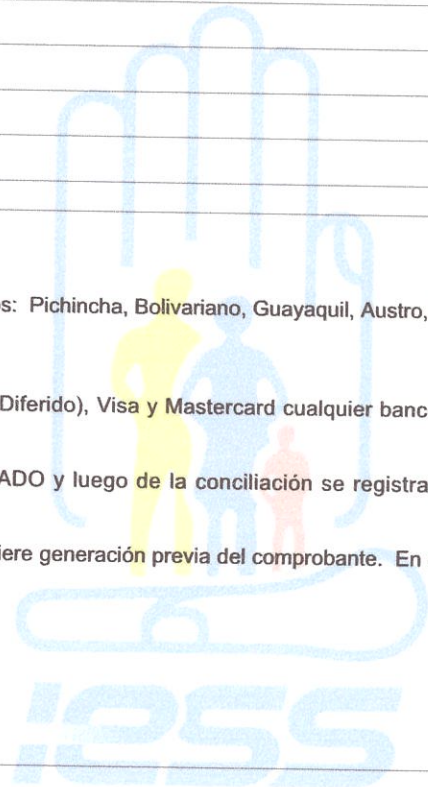 s: Pichincha, Bolivariano, Guayaquil, Austro,
Diferido), Visa y Mastercard cualquier banc
ADO y luego de la conciliación se registra
iere generación previa del comprobante. En
iess